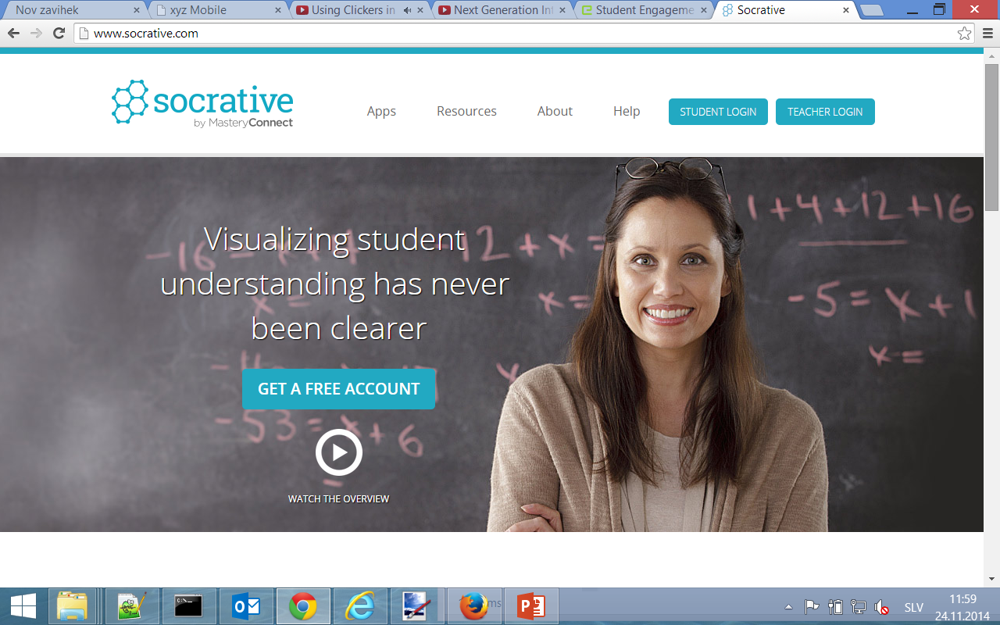 Nov zavihek
xyz Mobile
Using Clickers in
Next Generation Int
Student Engageme
Socrative
www.socrative.com
socrative
by MasteryConnect
Apps
Resources
About
Help
STUDENT LOGIN
TEACHER LOGIN
1+4+12+16
-16 = x + 4
-12 + x =
Visualizing student
understanding has never
been clearer
x =
x =
-5 = x + 1
x =
GET A FREE ACCOUNT
x
-53 = x + 6
WATCH THE OVERVIEW
ms
SLV
11:59
24.11.2014